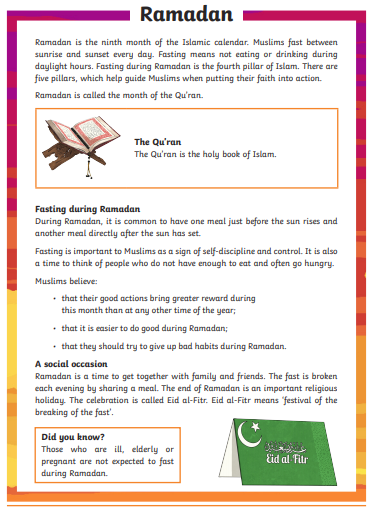 Ramadan
Ramadan is the ninth month of the Islamic calendar. Muslims fast between
sunrise and sunset every day. Fasting means not eating or drinking during
daylight hours. Fasting during Ramadan is the fourth pillar of Islam. There are
five pillars, which help guide Muslims when putting their faith into action.
Ramadan is called the month of the Qu'ran.
The Qu'ran
The Qu'ran is the holy book of Islam.
Fasting during Ramadan
During Ramadan, it is common to have one meal just before the sun rises and
another meal directly after the sun has set.
Fasting is important to Muslims as a sign of self-discipline and control. It is also
a time to think of people who do not have enough to eat and often go hungry.
Muslims believe:
• that their good actions bring greater reward during
this month than at any other time of the year;
• that it is easier to do good during Ramadan;
• that they should try to give up bad habits during Ramadan.
A social occasion
Ramadan is a time to get together with family and friends. The fast is broken
each evening by sharing a meal. The end of Ramadan is an important religious
holiday. The celebration is called Eid al-Fitr. Eid al-Fitr means 'festival of the
breaking of the fast'.
Did you know?
Those who are ill, elderly or
pregnant are not expected to fast
during Ramadan.
Eid al Fitr